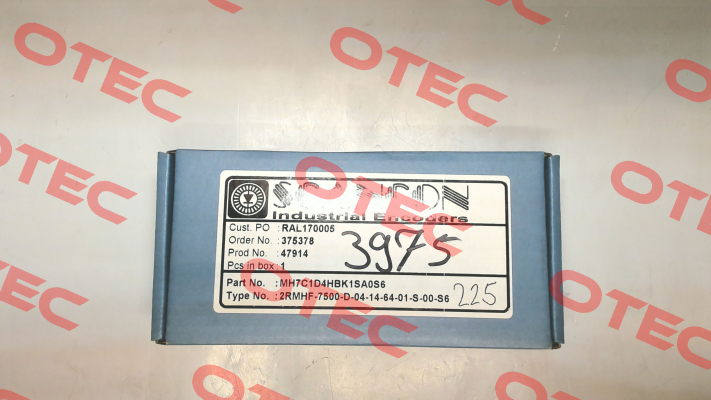 SCANCON
Industrial Encoders
Cust. PO : RAL170005
Order No. : 375378
Prod No. : 47914
Pcs in box : 1
3975
Part No. : MH7C1D4HBK1SA0S6
Type No. : 2RMHF-7500-D-04-14-64-01-S-00-S6
225
OTEC
OTEC
OTEC
OTEC
OTEC
OTEC
OTEC
OTEC
OTEC